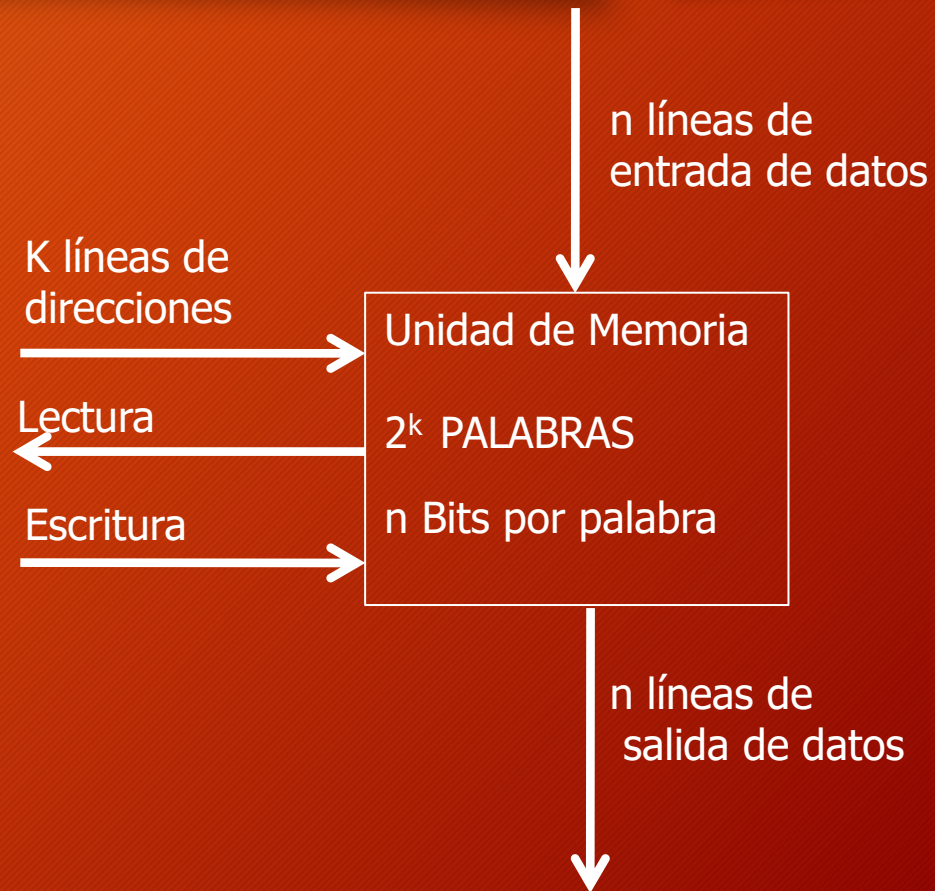 n líneas de
entrada de datos
K líneas de
direcciones
Unidad de Memoria
Lectura
2ᵏ PALABRAS
Escritura
n Bits por palabra
n líneas de
salida de datos